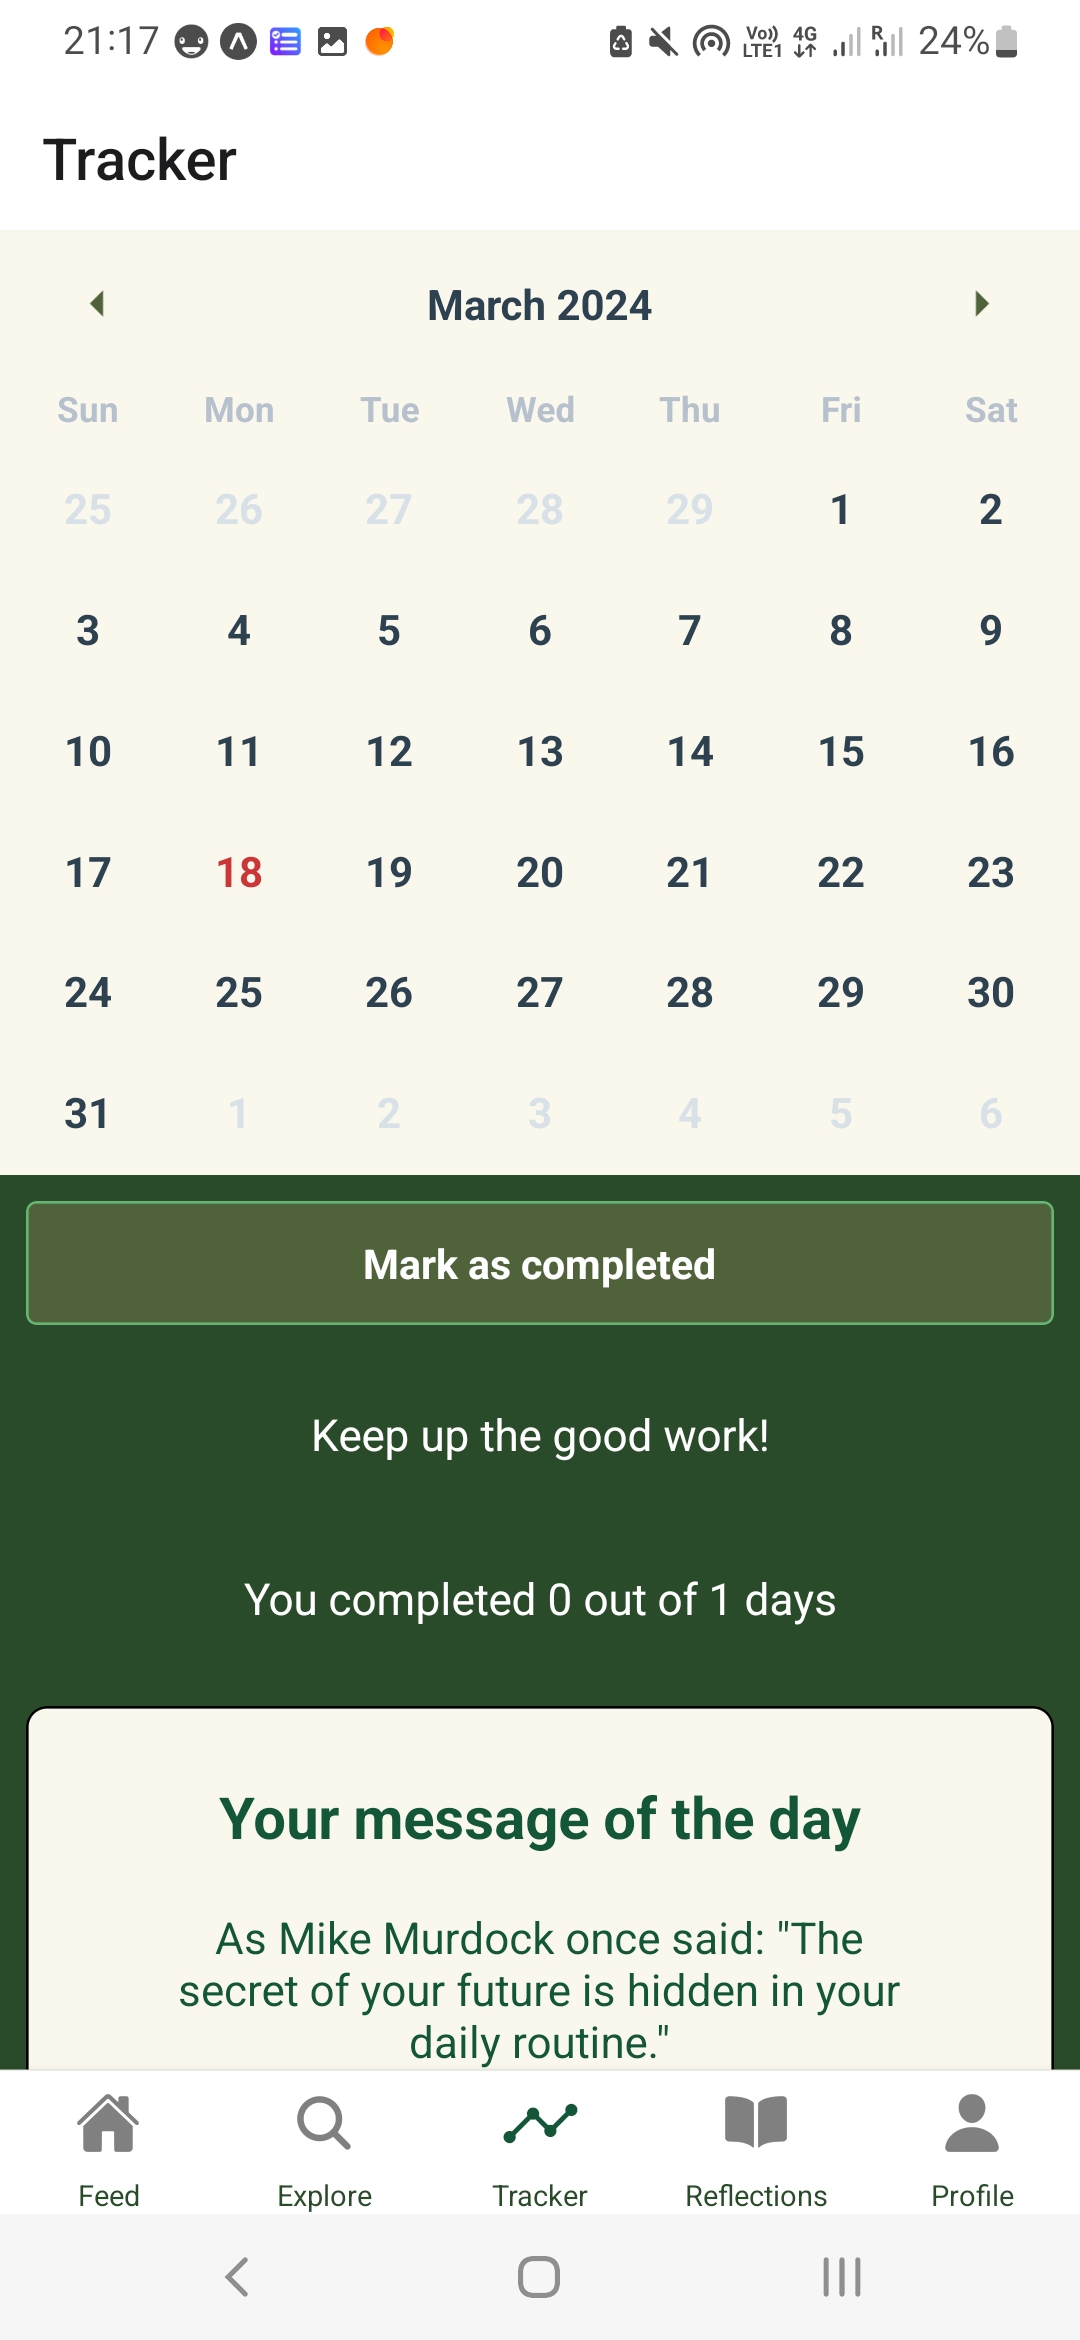 21:17 Vo)) LTE1 4G R 24%
Tracker
March 2024
Sun Mon Tue Wed Thu Fri Sat
25 26 27 28 29 1 2
3 4 5 6 7 8 9
10 11 12 13 14 15 16
17 18 19 20 21 22 23
24 25 26 27 28 29 30
31 1 2 3 4 5 6
Mark as completed
Keep up the good work!
You completed 0 out of 1 days
Your message of the day
As Mike Murdock once said: "The
secret of your future is hidden in your
daily routine."
Feed Explore Tracker Reflections Profile